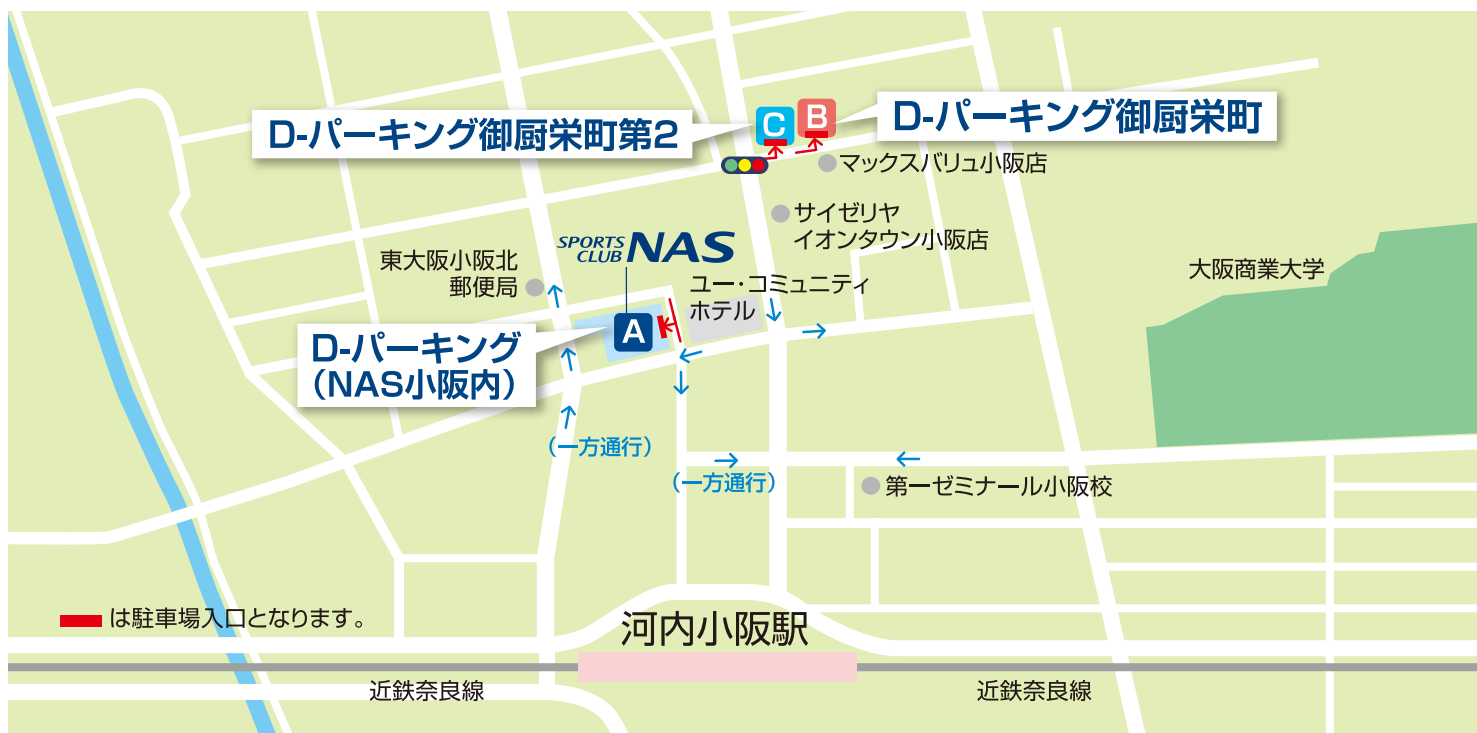 D-パーキング御厨栄町第2
C
B
D-パーキング御厨栄町
マックスバリュ小阪店
サイゼリヤ
イオンタウン小阪店
SPORTS
CLUB NAS
東大阪小阪北
郵便局
ユー・コミュニティ
ホテル
大阪商業大学
A
D-パーキング
(NAS小阪内)
(一方通行)
(一方通行)
第一ゼミナール小阪校
は駐車場入口となります。
河内小阪駅
近鉄奈良線
近鉄奈良線